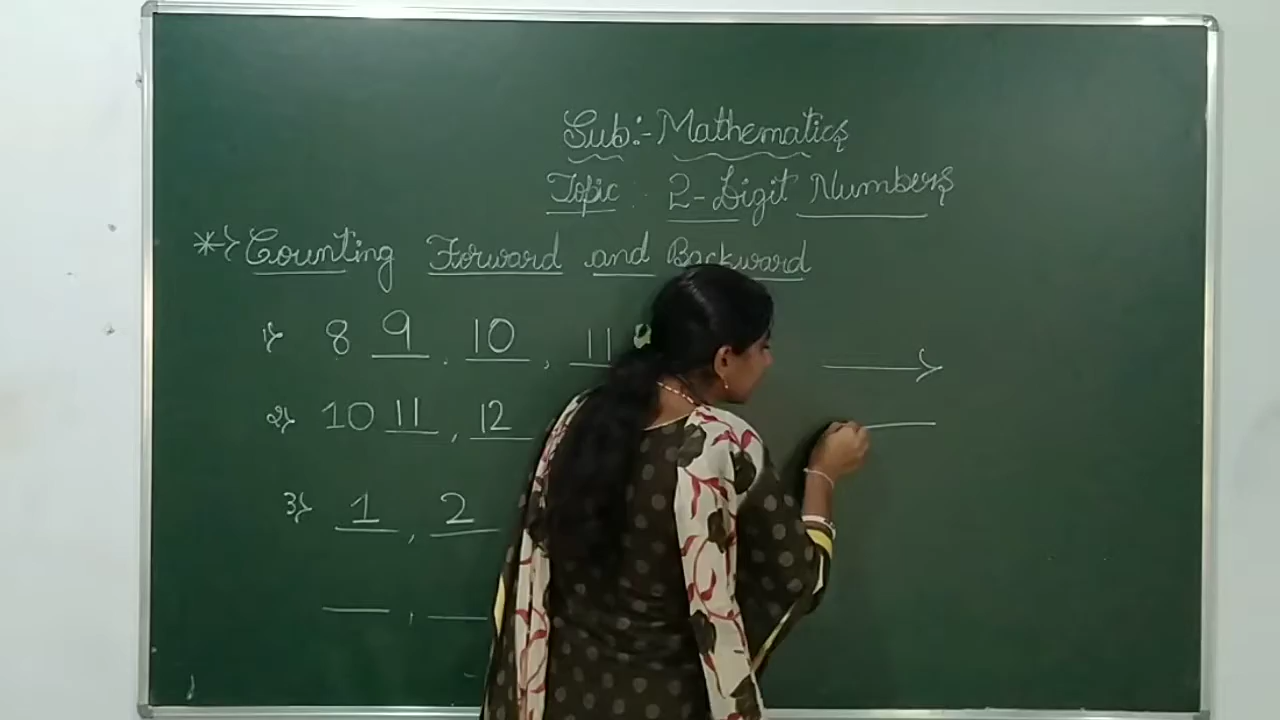 Sub:- Mathematics
Topic : 2-Digit Numbers
*} Counting Forward and Backward
1} 8 9 , 10 , 11
2} 10 11 , 12
3} 1 , 2